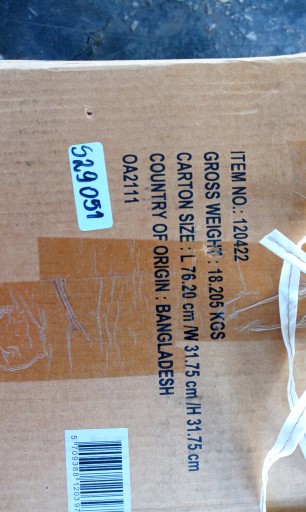 ITEM NO.: 120422
GROSS WEIGHT: 18.205 KGS
CARTON SIZE : L 76.20 cm /W 31.75 cm /H 31.75 cm
COUNTRY OF ORIGIN : BANGLADESH
OA2111
S29051